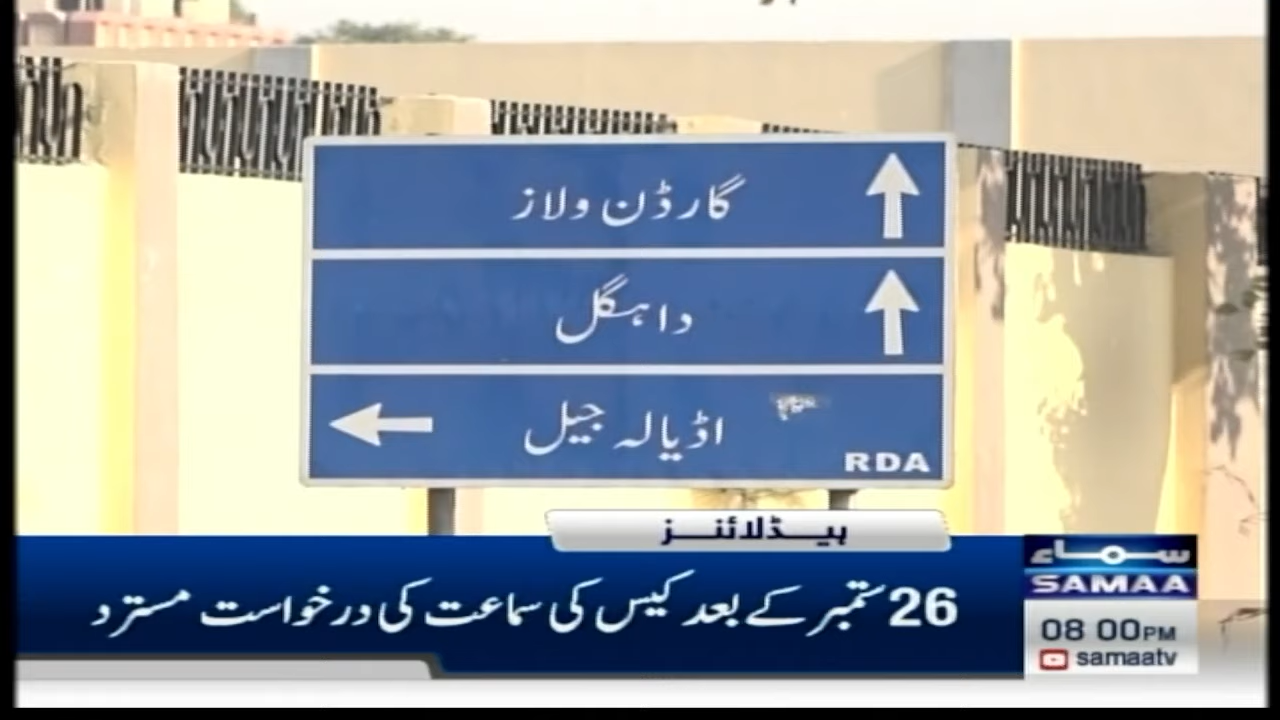 گارڈن ولاز
داہگل
اڈیالہ جیل
RDA
ہیڈلائنز
26 ستمبر کے بعد کیس کی سماعت کی درخواست مسترد
سماء
SAMAA
08 00PM
samaatv